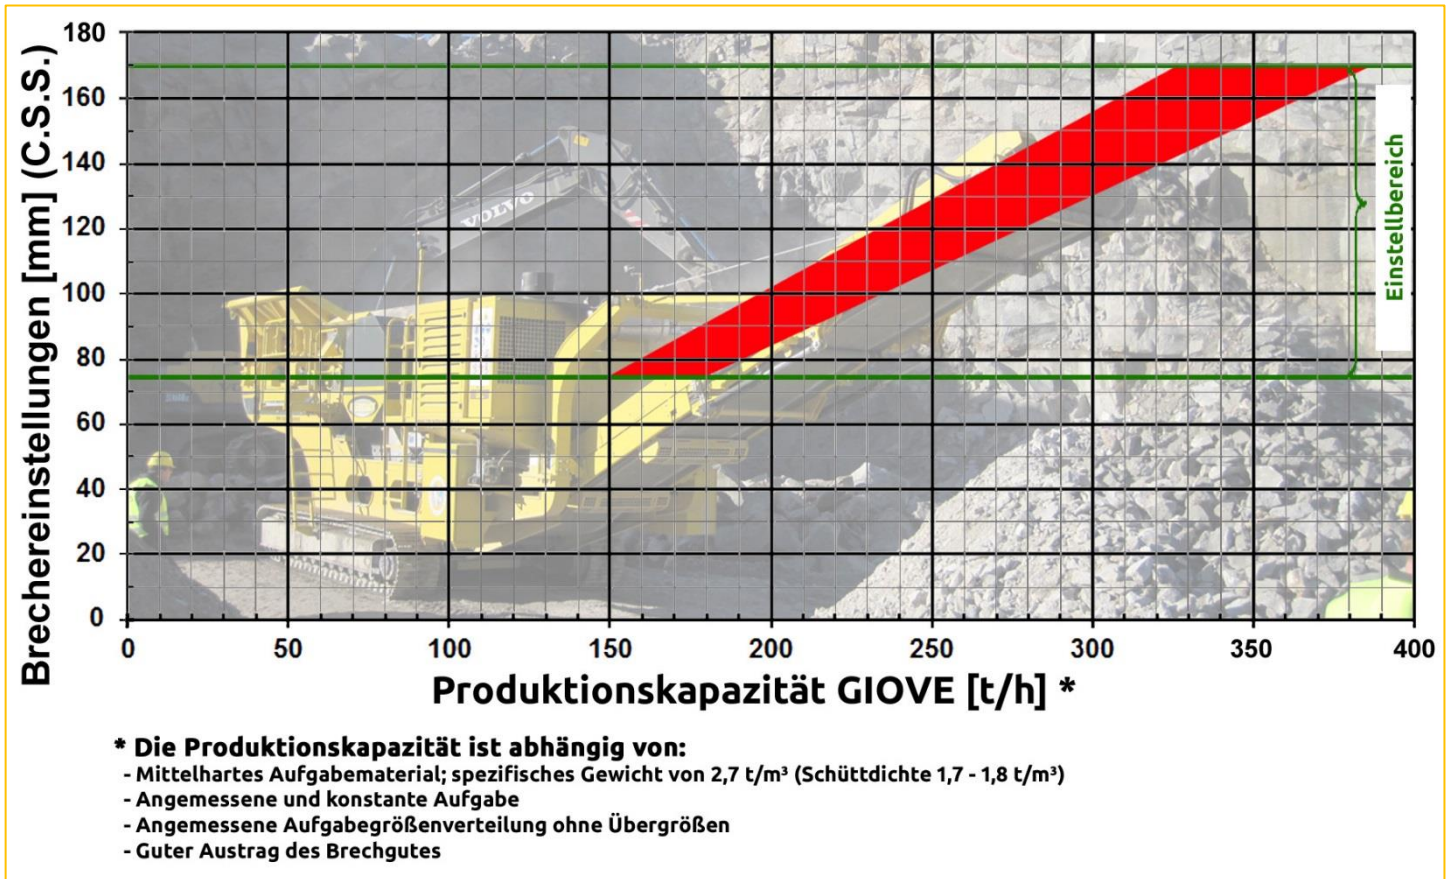 Brechereinstellungen [mm] (C.S.S.)
180
160
140
120
100
80
60
40
20
0
0 50 100 150 200 250 300 350 400
Einstellbereich
VOLVO
Produktionskapazität GIOVE [t/h] *
* Die Produktionskapazität ist abhängig von:
- Mittelhartes Aufgabematerial; spezifisches Gewicht von 2,7 t/m³ (Schüttdichte 1,7 - 1,8 t/m³)
- Angemessene und konstante Aufgabe
- Angemessene Aufgabegrößenverteilung ohne Übergrößen
- Guter Austrag des Brechgutes